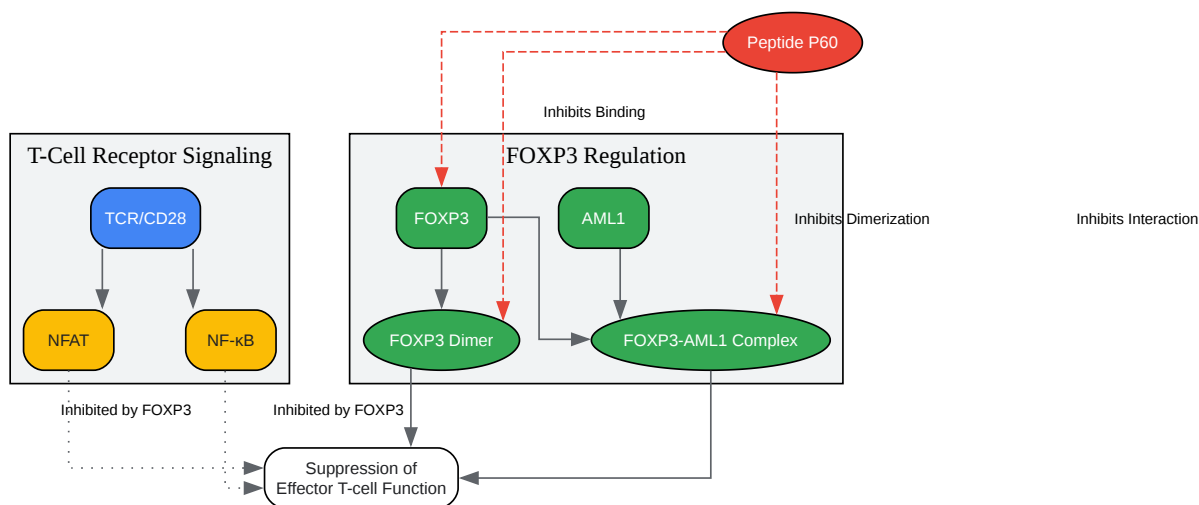 Peptide P60
Inhibits Binding
T-Cell Receptor Signaling
FOXP3 Regulation
TCR/CD28
FOXP3
AML1
Inhibits Dimerization
Inhibits Interaction
NFAT
NF-κB
FOXP3 Dimer
FOXP3-AML1 Complex
Inhibited by FOXP3
Inhibited by FOXP3
Suppression of
Effector T-cell Function